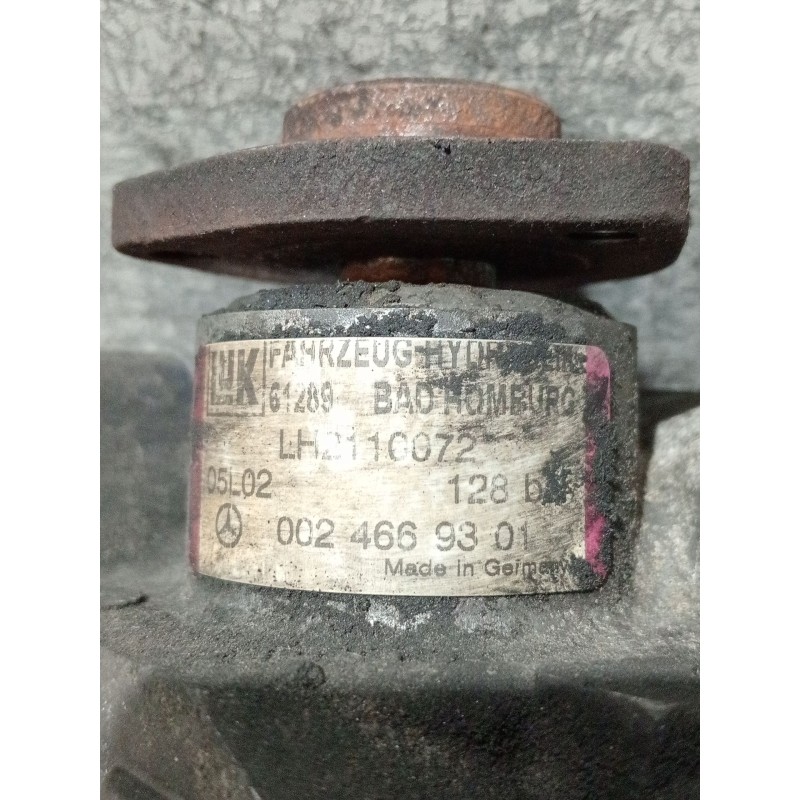 LUK FAHRZEUG-HYDRAULIK
61289 BAD HOMBURG
LH2110072
05L02 128 bar
002 466 93 01
Made in Germany